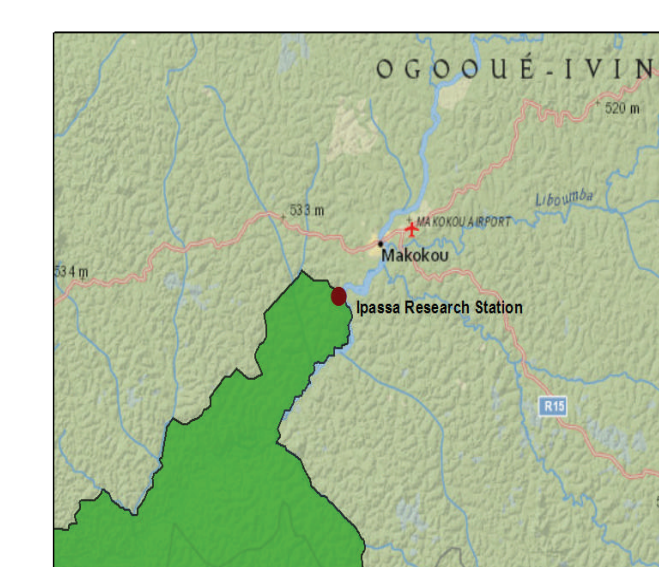 OGOOUÉ-IVIN
520 m
Liboumba
533 m
MAKOKOU AIRPORT
Makokou
534 m
Ipassa Research Station
R15